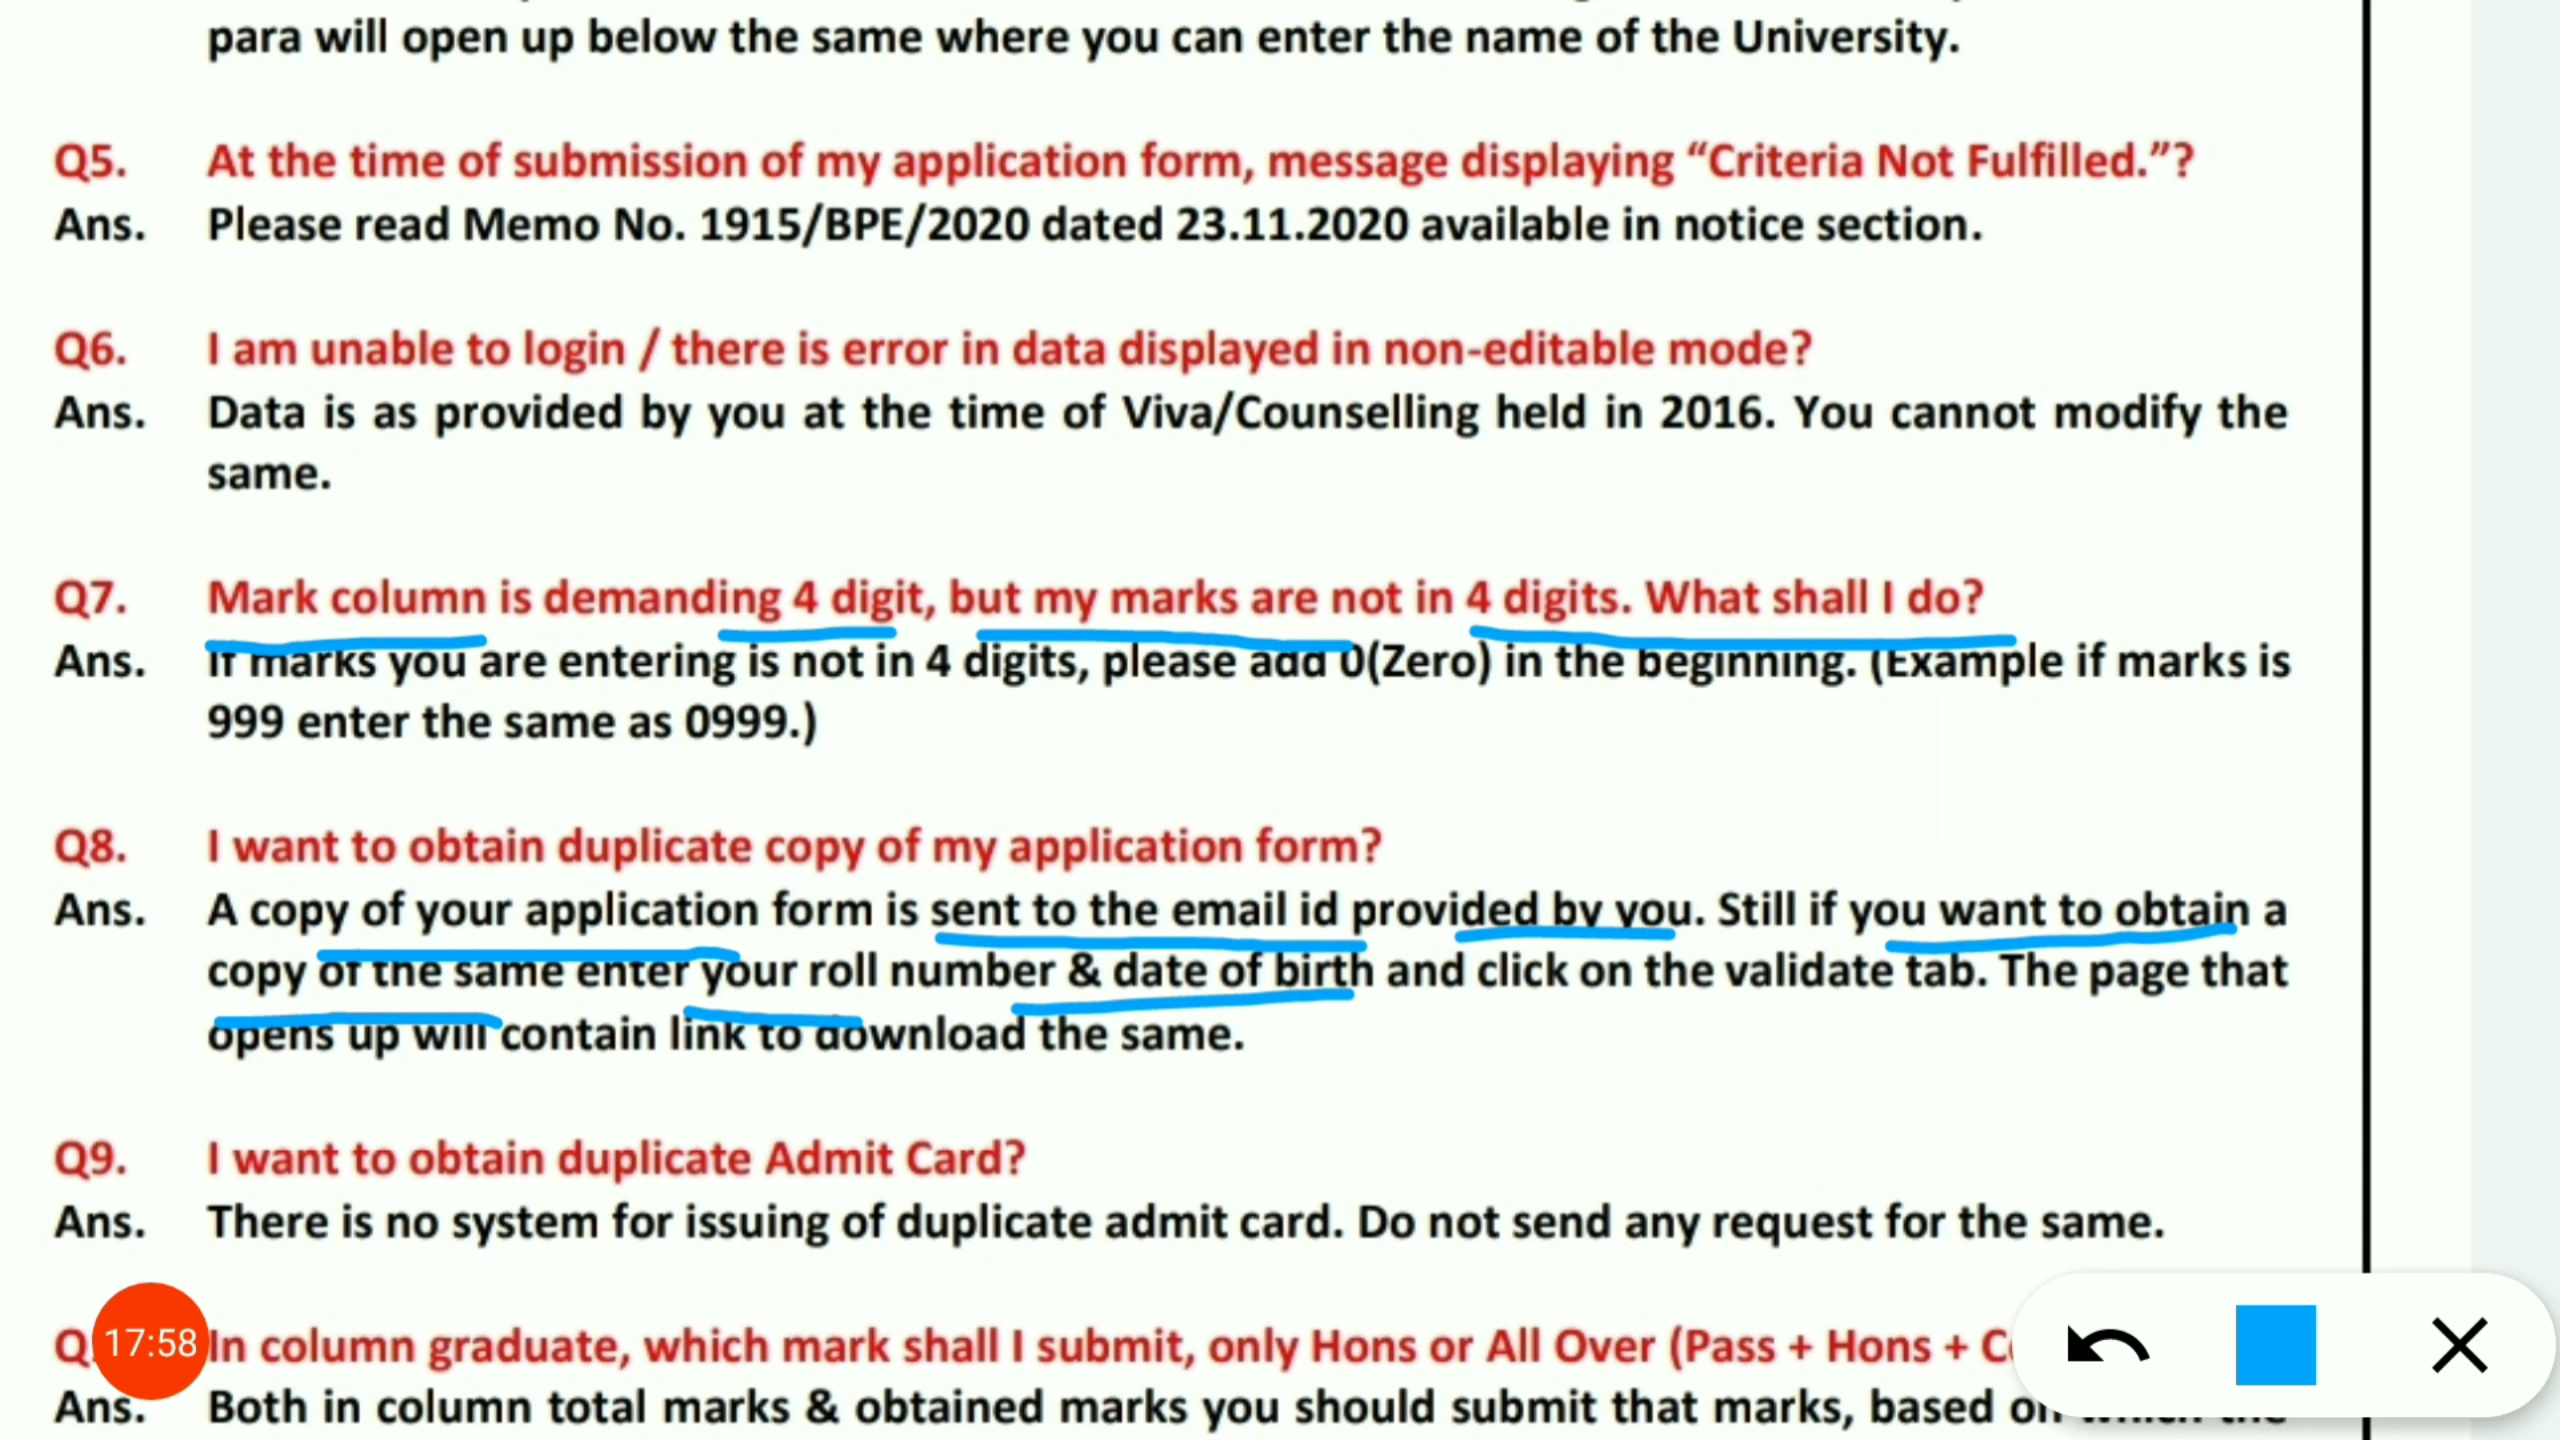 para will open up below the same where you can enter the name of the University.
Q5. At the time of submission of my application form, message displaying “Criteria Not Fulfilled.”?
Ans. Please read Memo No. 1915/BPE/2020 dated 23.11.2020 available in notice section.
Q6. I am unable to login / there is error in data displayed in non-editable mode?
Ans. Data is as provided by you at the time of Viva/Counselling held in 2016. You cannot modify the
same.
Q7. Mark column is demanding 4 digit, but my marks are not in 4 digits. What shall I do?
Ans. If marks you are entering is not in 4 digits, please add 0(Zero) in the beginning. (Example if marks is
999 enter the same as 0999.)
Q8. I want to obtain duplicate copy of my application form?
Ans. A copy of your application form is sent to the email id provided by you. Still if you want to obtain a
copy of the same enter your roll number & date of birth and click on the validate tab. The page that
opens up will contain link to download the same.
Q9. I want to obtain duplicate Admit Card?
Ans. There is no system for issuing of duplicate admit card. Do not send any request for the same.
17:58
In column graduate, which mark shall I submit, only Hons or All Over (Pass + Hons +
Ans. Both in column total marks & obtained marks you should submit that marks, based on